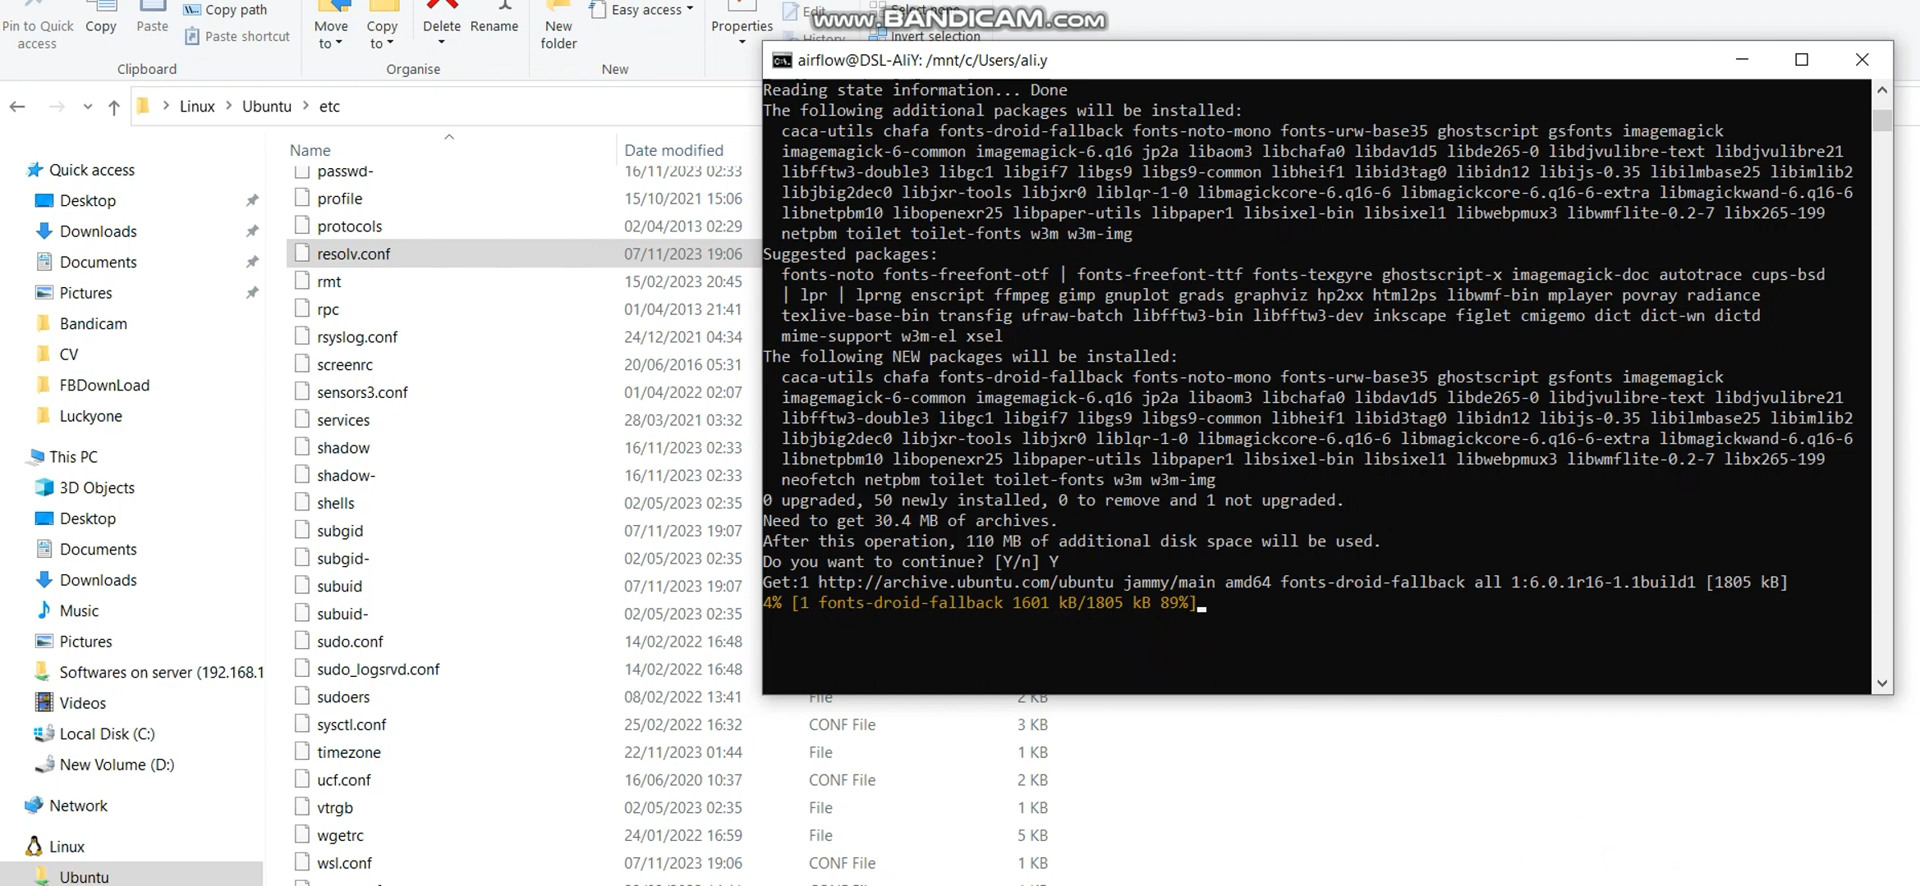 Pin to Quick
access
Copy
Paste
Copy path
Paste shortcut
Clipboard
Move
to
Copy
to
Delete
Rename
Organise
New
folder
Easy access
New
Properties
Edit
History
Select none
Invert selection
www.BANDICAM.com
Linux > Ubuntu > etc
Quick access
Desktop
Downloads
Documents
Pictures
Bandicam
CV
FBDownLoad
Luckyone
This PC
3D Objects
Desktop
Documents
Downloads
Music
Pictures
Softwares on server (192.168.1
Videos
Local Disk (C:)
New Volume (D:)
Network
Linux
Ubuntu
Name Date modified
passwd- 16/11/2023 02:33
profile 15/10/2021 15:06
protocols 02/04/2013 02:29
resolv.conf 07/11/2023 19:06
rmt 15/02/2023 20:45
rpc 01/04/2013 21:41
rsyslog.conf 24/12/2021 04:34
screenrc 20/06/2016 05:31
sensors3.conf 01/04/2022 02:07
services 28/03/2021 03:32
shadow 16/11/2023 02:33
shadow- 16/11/2023 02:33
shells 02/05/2023 02:35
subgid 07/11/2023 19:07
subgid- 02/05/2023 02:35
subuid 07/11/2023 19:07
subuid- 02/05/2023 02:35
sudo.conf 14/02/2022 16:48
sudo_logsrvd.conf 14/02/2022 16:48
sudoers 08/02/2022 13:41 File 2 KB
sysctl.conf 25/02/2022 16:32 CONF File 3 KB
timezone 22/11/2023 01:44 File 1 KB
ucf.conf 16/06/2020 10:37 CONF File 2 KB
vtrgb 02/05/2023 02:35 File 1 KB
wgetrc 24/01/2022 16:59 File 5 KB
wsl.conf 07/11/2023 19:06 CONF File 1 KB
airflow@DSL-AliY: /mnt/c/Users/ali.y
Reading state information... Done
The following additional packages will be installed:
caca-utils chafa fonts-droid-fallback fonts-noto-mono fonts-urw-base35 ghostscript gsfonts imagemagick
imagemagick-6-common imagemagick-6.q16 jp2a libaom3 libchafa0 libdav1d5 libde265-0 libdjvulibre-text libdjvulibre21
libfftw3-double3 libgc1 libgif7 libgs9 libgs9-common libheif1 libid3tag0 libidn12 libijs-0.35 libilmbase25 libimlib2
libjbig2dec0 libjxr-tools libjxr0 liblqr-1-0 libmagickcore-6.q16-6 libmagickcore-6.q16-6-extra libmagickwand-6.q16-6
libnetpbm10 libopenexr25 libpaper-utils libpaper1 libsixel-bin libsixel1 libwebpmux3 libwmflite-0.2-7 libx265-199
netpbm toilet toilet-fonts w3m w3m-img
Suggested packages:
fonts-noto fonts-freefont-otf | fonts-freefont-ttf fonts-texgyre ghostscript-x imagemagick-doc autotrace cups-bsd
| lpr | lprng enscript ffmpeg gimp gnuplot grads graphviz hp2xx html2ps libwmf-bin mplayer povray radiance
texlive-base-bin transfig ufraw-batch libfftw3-bin libfftw3-dev inkscape figlet cmigemo dict dict-wn dictd
mime-support w3m-el xsel
The following NEW packages will be installed:
caca-utils chafa fonts-droid-fallback fonts-noto-mono fonts-urw-base35 ghostscript gsfonts imagemagick
imagemagick-6-common imagemagick-6.q16 jp2a libaom3 libchafa0 libdav1d5 libde265-0 libdjvulibre-text libdjvulibre21
libfftw3-double3 libgc1 libgif7 libgs9 libgs9-common libheif1 libid3tag0 libidn12 libijs-0.35 libilmbase25 libimlib2
libjbig2dec0 libjxr-tools libjxr0 liblqr-1-0 libmagickcore-6.q16-6 libmagickcore-6.q16-6-extra libmagickwand-6.q16-6
libnetpbm10 libopenexr25 libpaper-utils libpaper1 libsixel-bin libsixel1 libwebpmux3 libwmflite-0.2-7 libx265-199
neofetch netpbm toilet toilet-fonts w3m w3m-img
0 upgraded, 50 newly installed, 0 to remove and 1 not upgraded.
Need to get 30.4 MB of archives.
After this operation, 110 MB of additional disk space will be used.
Do you want to continue? [Y/n] Y
Get:1 http://archive.ubuntu.com/ubuntu jammy/main amd64 fonts-droid-fallback all 1:6.0.1r16-1.1build1 [1805 kB]
4% [1 fonts-droid-fallback 1601 kB/1805 kB 89%]